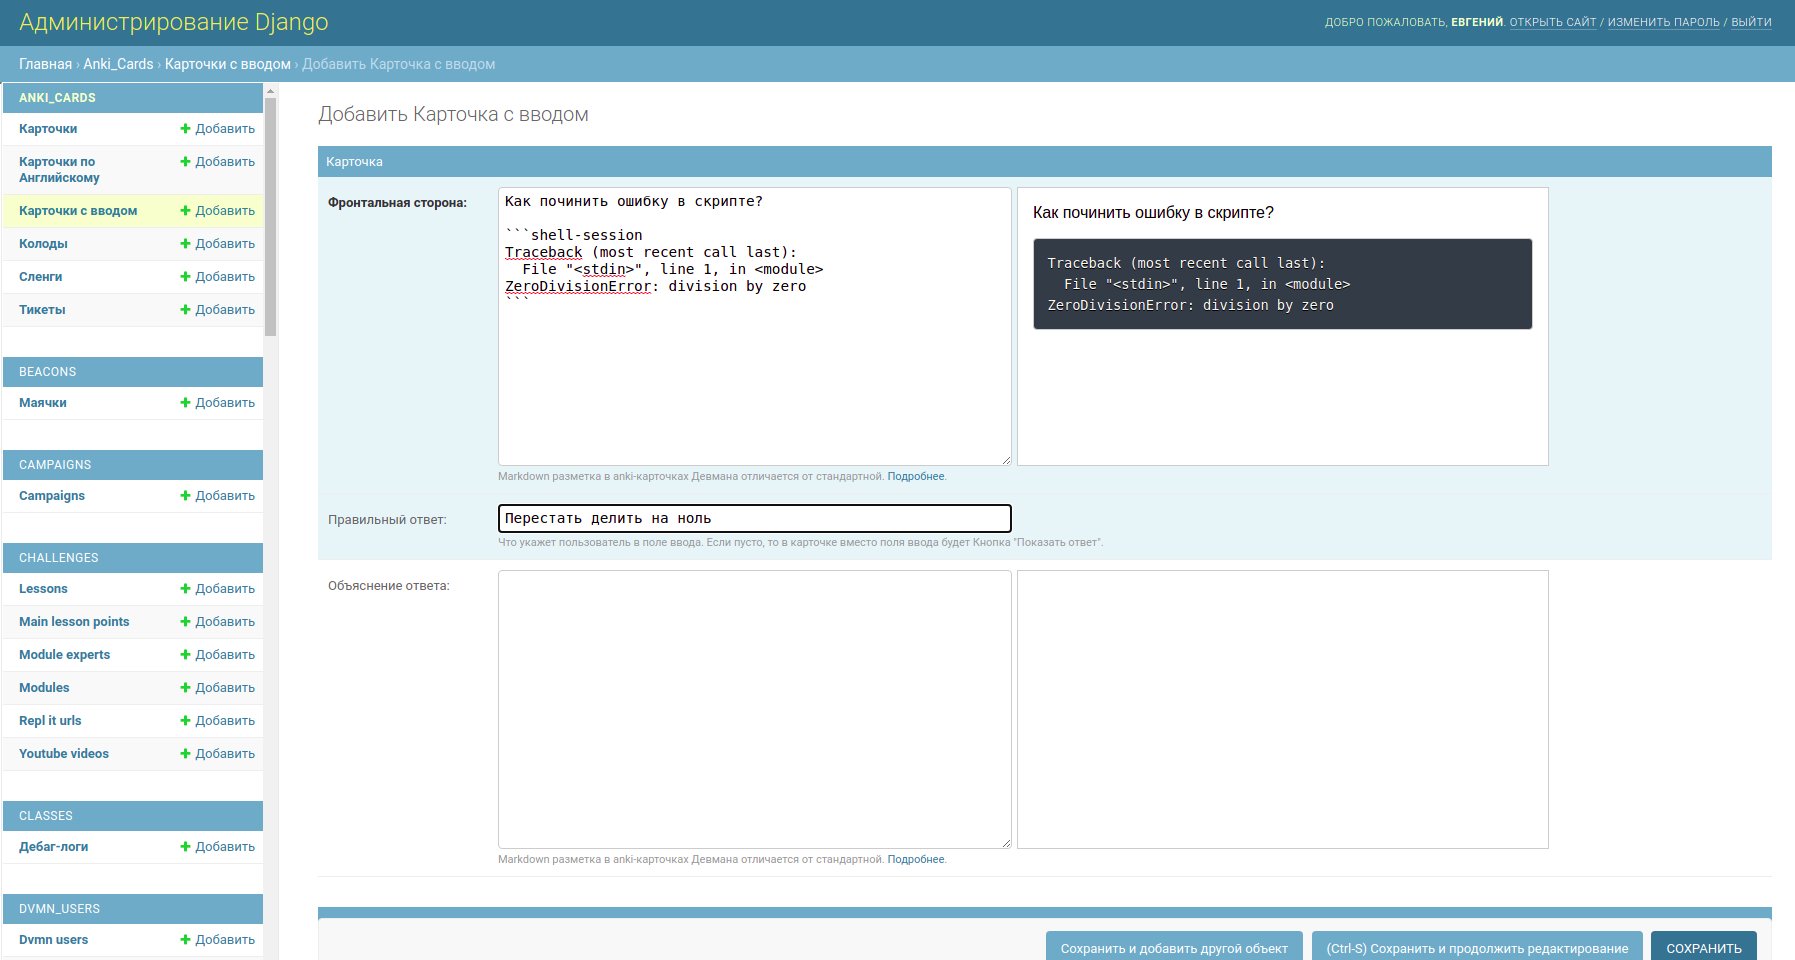 Администрирование Django
ДОБРО ПОЖАЛОВАТЬ, ЕВГЕНИЙ. ОТКРЫТЬ САЙТ / ИЗМЕНИТЬ ПАРОЛЬ / ВЫЙТИ
Главная › Anki_Cards › Карточки с вводом › Добавить Карточка с вводом
ANKI_CARDS
Карточки Добавить
Карточки по
Английскому Добавить
Карточки с вводом Добавить
Колоды Добавить
Сленги Добавить
Тикеты Добавить
BEACONS
Маячки Добавить
CAMPAIGNS
Campaigns Добавить
CHALLENGES
Lessons Добавить
Main lesson points Добавить
Module experts Добавить
Modules Добавить
Repl it urls Добавить
Youtube videos Добавить
CLASSES
Дебаг-логи Добавить
DVMN_USERS
Dvmn users Добавить
Добавить Карточка с вводом
Карточка
Фронтальная сторона:
Как починить ошибку в скрипте?
```shell-session
Traceback (most recent call last):
  File "<stdin>", line 1, in <module>
ZeroDivisionError: division by zero
```
Как починить ошибку в скрипте?
Traceback (most recent call last):
  File "<stdin>", line 1, in <module>
ZeroDivisionError: division by zero
Markdown разметка в anki-карточках Девмана отличается от стандартной. Подробнее.
Правильный ответ:
Перестать делить на ноль
Что укажет пользователь в поле ввода. Если пусто, то в карточке вместо поля ввода будет Кнопка "Показать ответ".
Объяснение ответа:
Markdown разметка в anki-карточках Девмана отличается от стандартной. Подробнее.
Сохранить и добавить другой объект
(Ctrl-S) Сохранить и продолжить редактирование
СОХРАНИТЬ